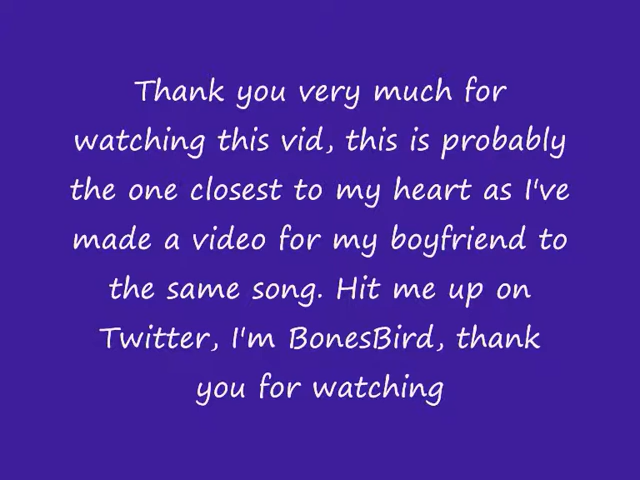 Thank you very much for
watching this vid, this is probably
the one closest to my heart as I've
made a video for my boyfriend to
the same song. Hit me up on
Twitter, I'm BonesBird, thank
you for watching